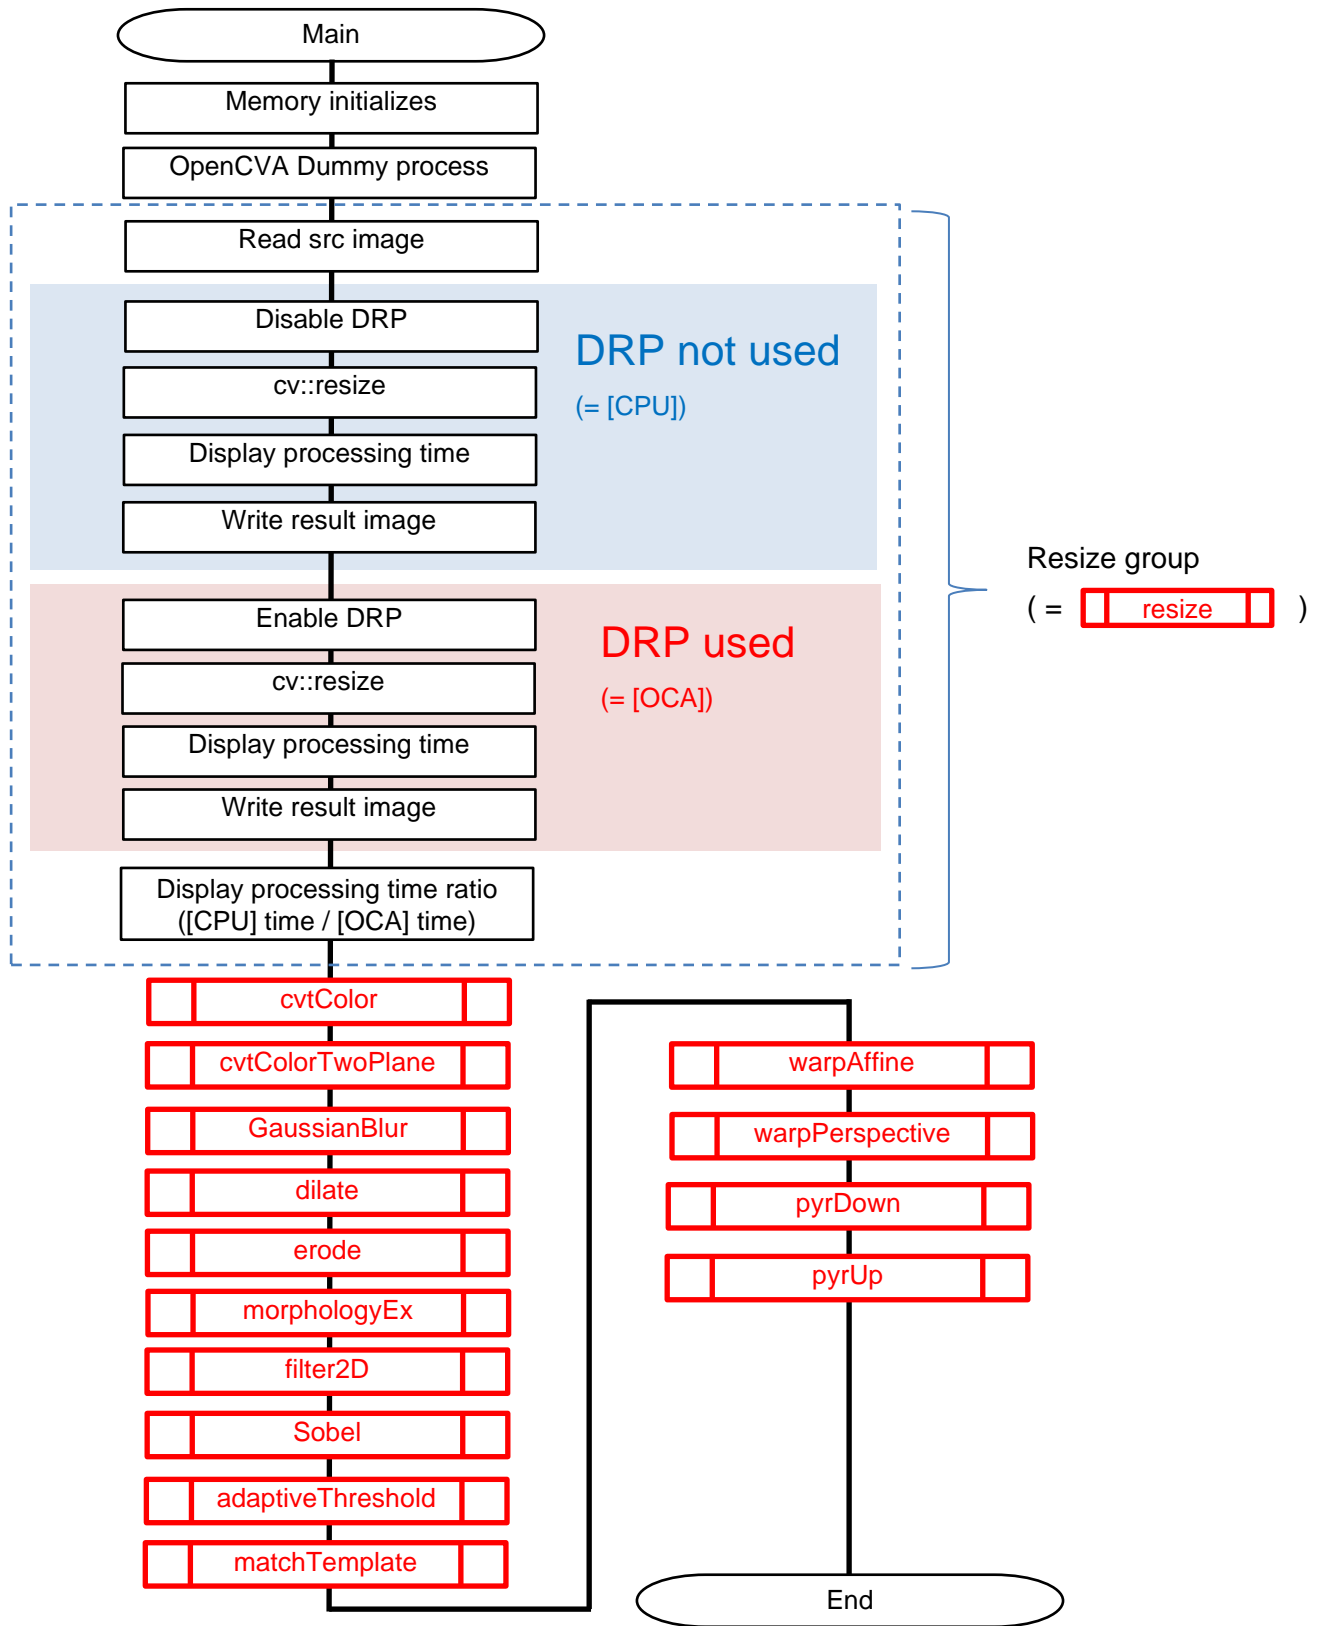 Main
Memory initializes
OpenCVA Dummy process
Read src image
Disable DRP
cv::resize
Display processing time
Write result image
DRP not used
(= [CPU])
Enable DRP
cv::resize
Display processing time
Write result image
DRP used
(= [OCA])
Display processing time ratio
([CPU] time / [OCA] time)
Resize group
( = resize )
cvtColor
cvtColorTwoPlane
GaussianBlur
dilate
erode
morphologyEx
filter2D
Sobel
adaptiveThreshold
matchTemplate
warpAffine
warpPerspective
pyrDown
pyrUp
End